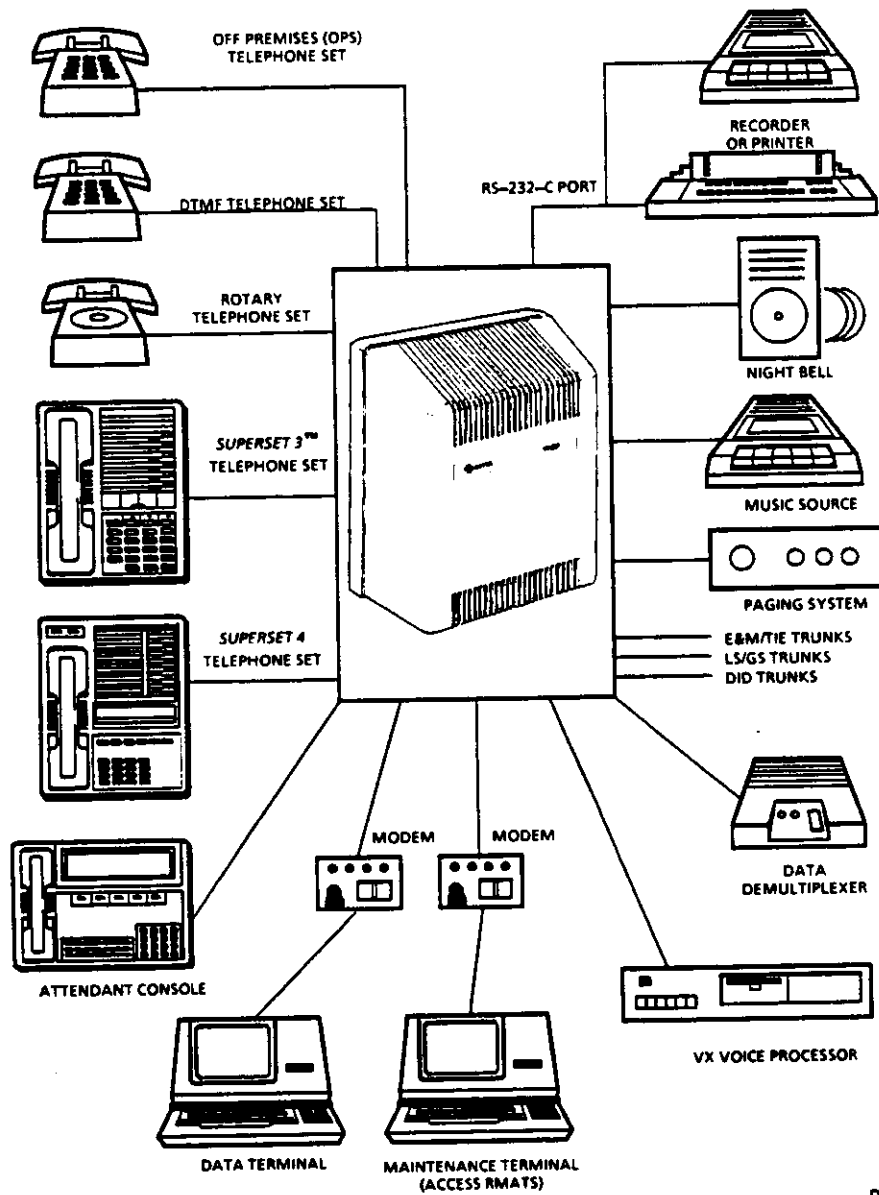 OFF PREMISES (OPS)
TELEPHONE SET
RECORDER
OR PRINTER
RS-232-C PORT
DTMF TELEPHONE SET
ROTARY
TELEPHONE SET
NIGHT BELL
SUPERSET 3™
TELEPHONE SET
MUSIC SOURCE
PAGING SYSTEM
SUPERSET 4
TELEPHONE SET
E&M/TIE TRUNKS
LS/GS TRUNKS
DID TRUNKS
MODEM
MODEM
DATA
DEMULTIPLEXER
ATTENDANT CONSOLE
VX VOICE PROCESSOR
DATA TERMINAL
MAINTENANCE TERMINAL
(ACCESS RMATS)